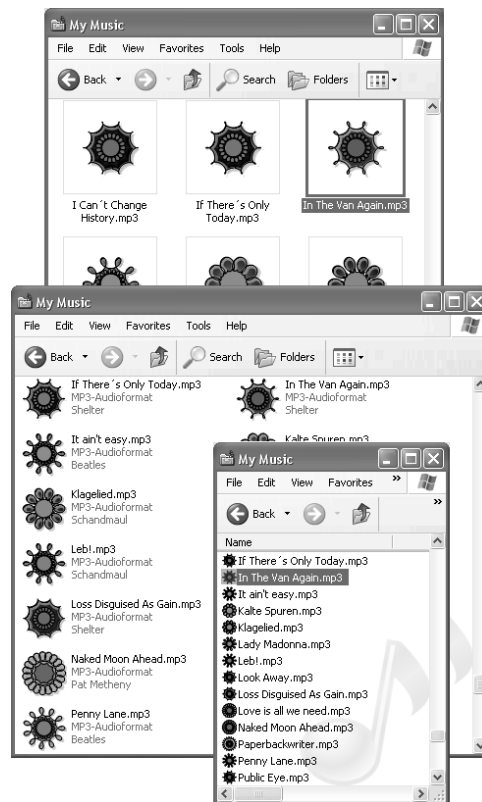 My Music
File Edit View Favorites Tools Help
Back Search Folders
I Can´t Change
History.mp3
If There´s Only
Today.mp3
In The Van Again.mp3
My Music
File Edit View Favorites Tools Help
Back Search Folders
If There´s Only Today.mp3
MP3-Audioformat
Shelter
In The Van Again.mp3
MP3-Audioformat
Shelter
It ain't easy.mp3
MP3-Audioformat
Beatles
Kalte Spuren.mp3
Klagelied.mp3
MP3-Audioformat
Schandmaul
Leb!.mp3
MP3-Audioformat
Schandmaul
Loss Disguised As Gain.mp3
MP3-Audioformat
Shelter
Naked Moon Ahead.mp3
MP3-Audioformat
Pat Metheny
Penny Lane.mp3
MP3-Audioformat
Beatles
My Music
File Edit View Favorites »
Back »
Name
If There´s Only Today.mp3
In The Van Again.mp3
It ain't easy.mp3
Kalte Spuren.mp3
Klagelied.mp3
Lady Madonna.mp3
Leb!.mp3
Look Away.mp3
Loss Disguised As Gain.mp3
Love is all we need.mp3
Naked Moon Ahead.mp3
Paperbackwriter.mp3
Penny Lane.mp3
Public Eye.mp3